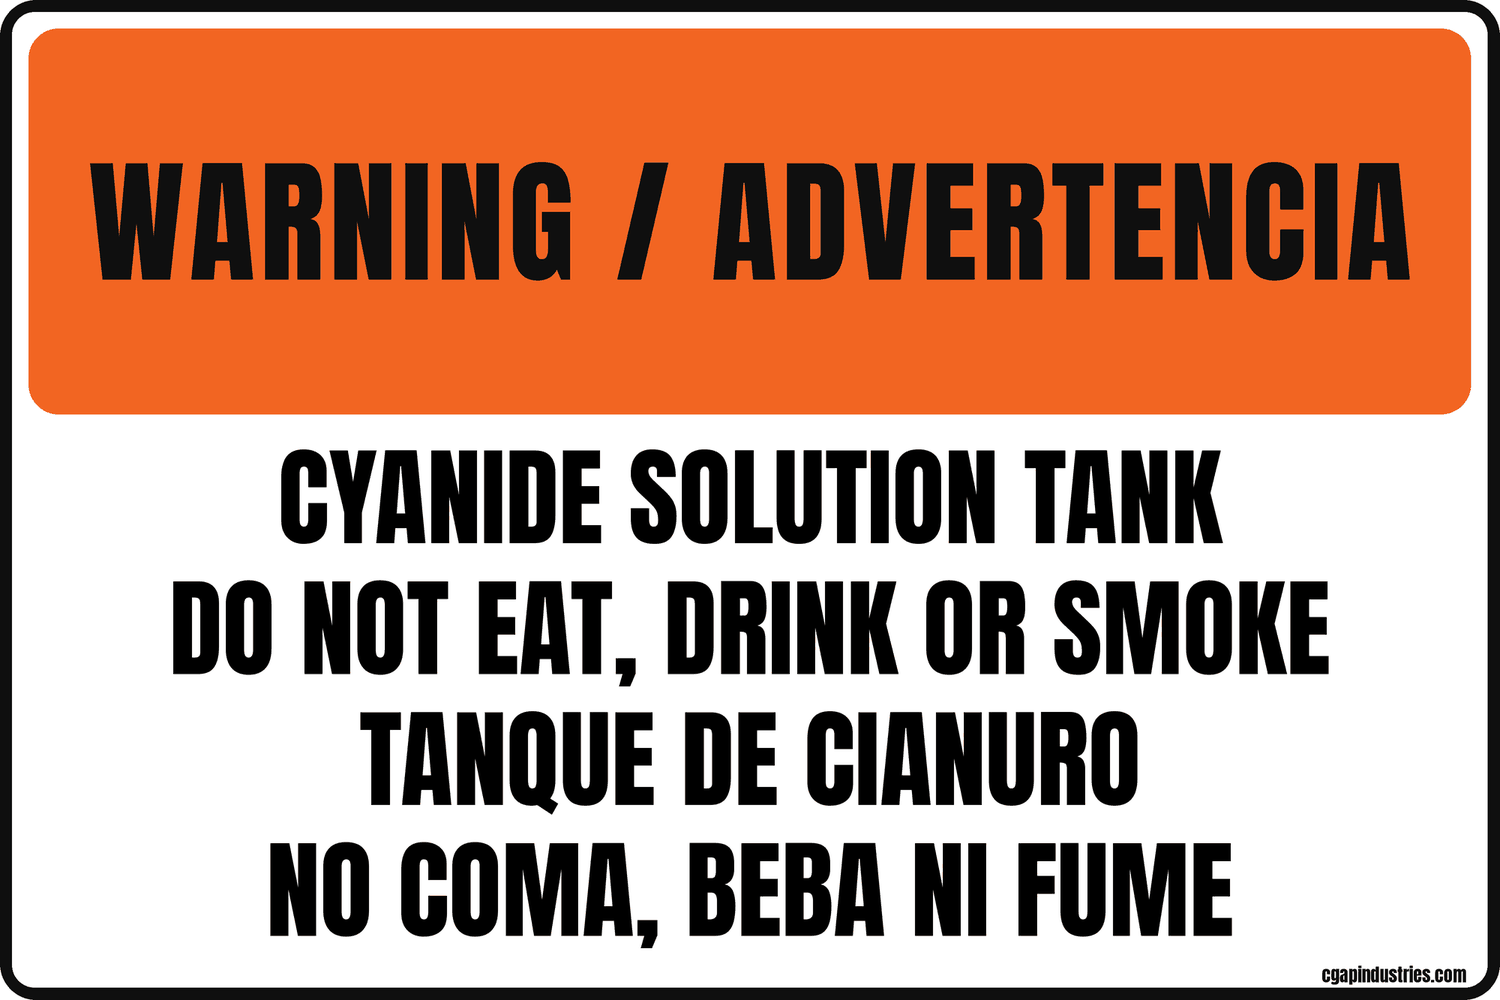 WARNING / ADVERTENCIA
CYANIDE SOLUTION TANK
DO NOT EAT, DRINK OR SMOKE
TANQUE DE CIANURO
NO COMA, BEBA NI FUME
cgapindustries.com